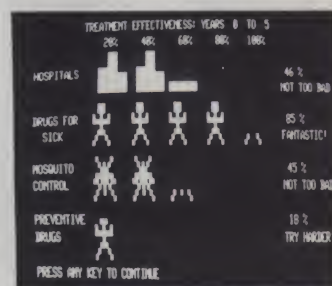 TREATMENT EFFECTIVENESS: YEARS 0 TO 5
20% 40% 60% 80% 100%
HOSPITALS 46 %
NOT TOO BAD
DRUGS FOR 85 %
SICK FANTASTIC!
MOSQUITO 45 %
CONTROL NOT TOO BAD
PREVENTIVE 18 %
DRUGS TRY HARDER
PRESS ANY KEY TO CONTINUE